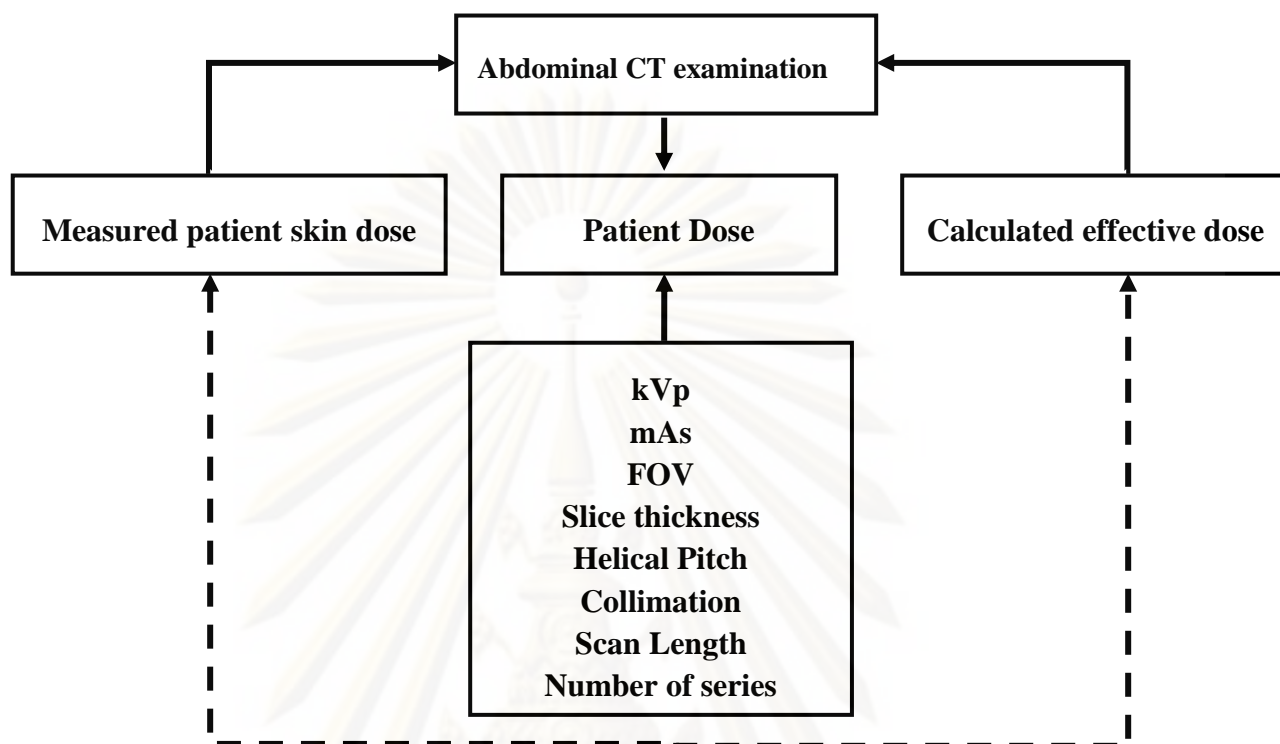 Abdominal CT examination
Measured patient skin dose
Patient Dose
Calculated effective dose
kVp
mAs
FOV
Slice thickness
Helical Pitch
Collimation
Scan Length
Number of series